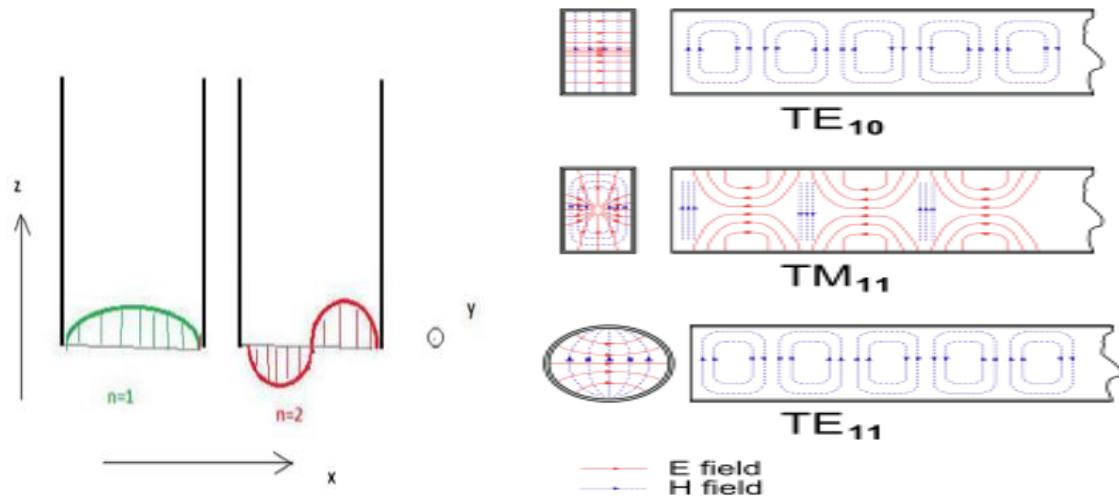 z
y
n=1
n=2
x
TE10
TM11
TE11
E field
H field